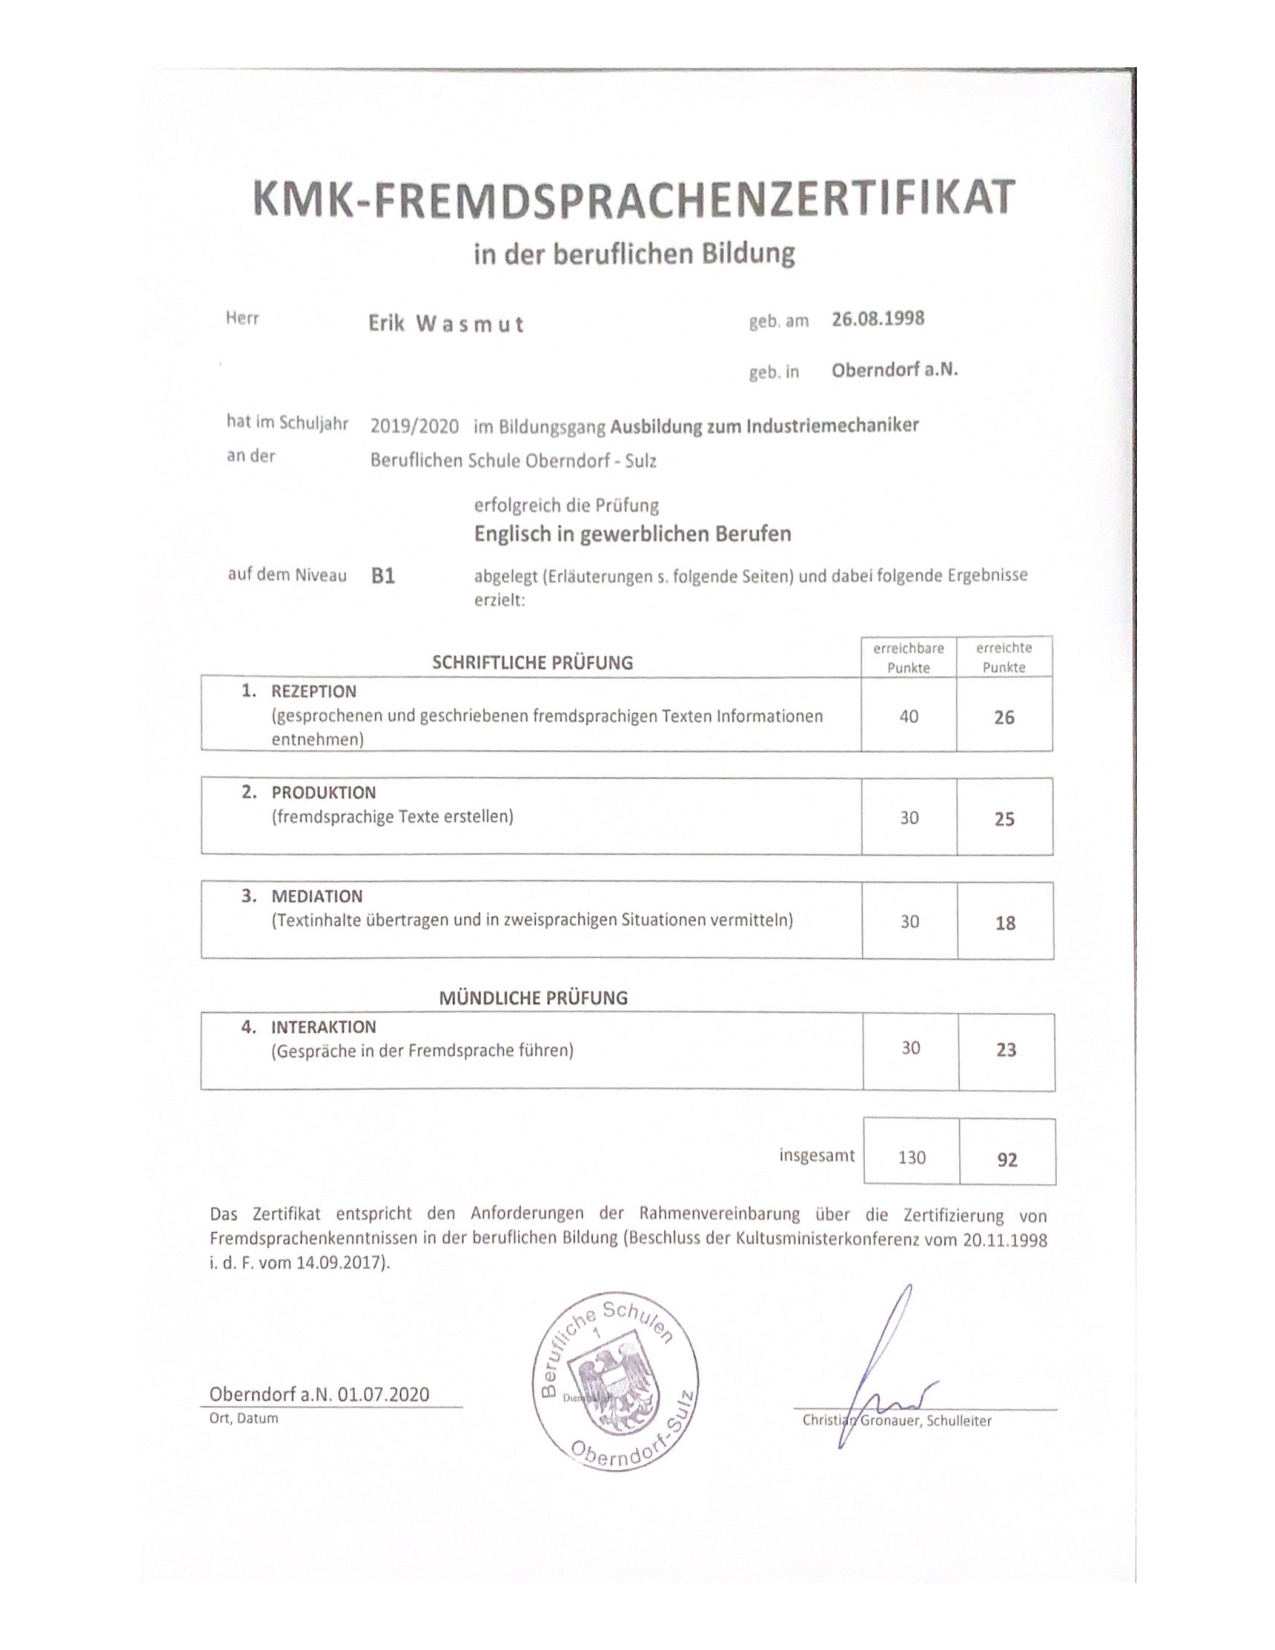 KMK-FREMDSPRACHENZERTIFIKAT
in der beruflichen Bildung
Herr Erik Wasmut geb. am 26.08.1998
geb. in Oberndorf a.N.
hat im Schuljahr 2019/2020 im Bildungsgang Ausbildung zum Industriemechaniker
an der Beruflichen Schule Oberndorf - Sulz
erfolgreich die Prüfung
Englisch in gewerblichen Berufen
auf dem Niveau B1 abgelegt (Erläuterungen s. folgende Seiten) und dabei folgende Ergebnisse
erzielt:
SCHRIFTLICHE PRÜFUNG erreichbare Punkte erreichte Punkte
1. REZEPTION
(gesprochenen und geschriebenen fremdsprachigen Texten Informationen 40 26
entnehmen)
2. PRODUKTION
(fremdsprachige Texte erstellen) 30 25
3. MEDIATION
(Textinhalte übertragen und in zweisprachigen Situationen vermitteln) 30 18
MÜNDLICHE PRÜFUNG
4. INTERAKTION
(Gespräche in der Fremdsprache führen) 30 23
insgesamt 130 92
Das Zertifikat entspricht den Anforderungen der Rahmenvereinbarung über die Zertifizierung von
Fremdsprachenkenntnissen in der beruflichen Bildung (Beschluss der Kultusministerkonferenz vom 20.11.1998
i. d. F. vom 14.09.2017).
Berufliche Schulen
1
Oberndorf-Sulz
Oberndorf a.N. 01.07.2020
Ort, Datum
Christian Gronauer, Schulleiter